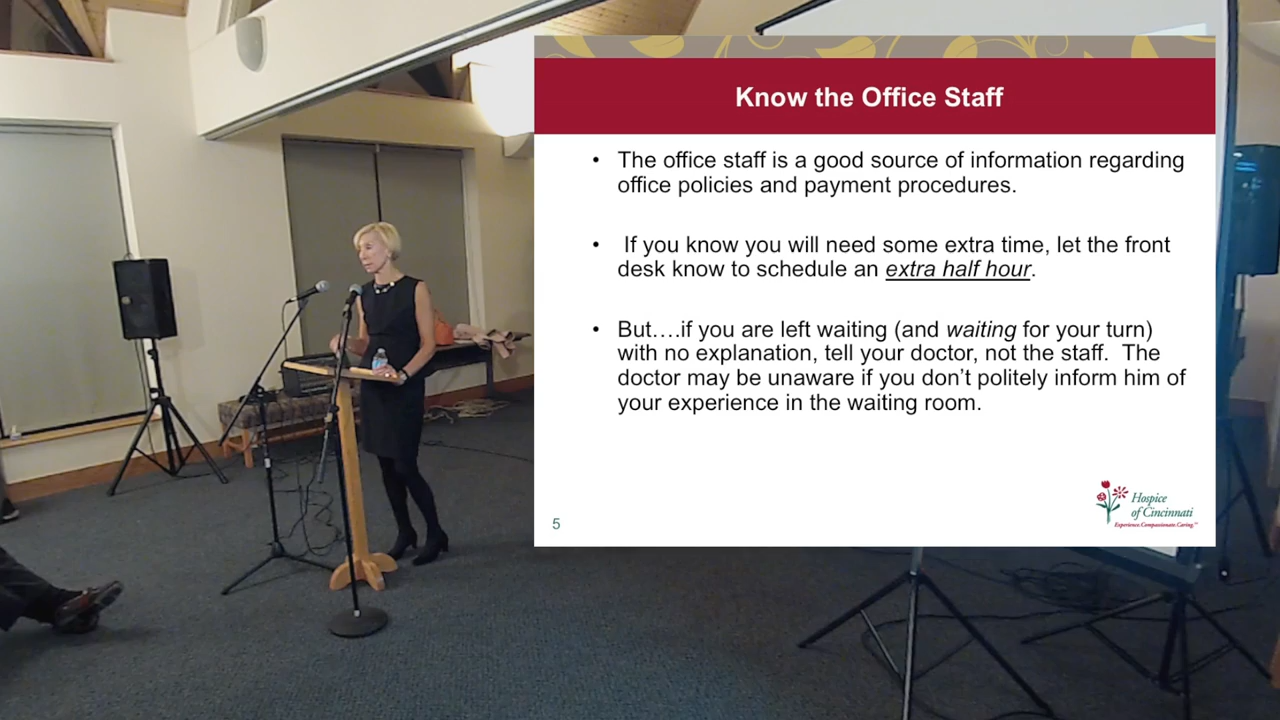 Know the Office Staff
• The office staff is a good source of information regarding
office policies and payment procedures.
• If you know you will need some extra time, let the front
desk know to schedule an extra half hour.
• But….if you are left waiting (and waiting for your turn)
with no explanation, tell your doctor, not the staff. The
doctor may be unaware if you don’t politely inform him of
your experience in the waiting room.
Hospice
of Cincinnati
Experience. Compassionate. Caring.℠
5